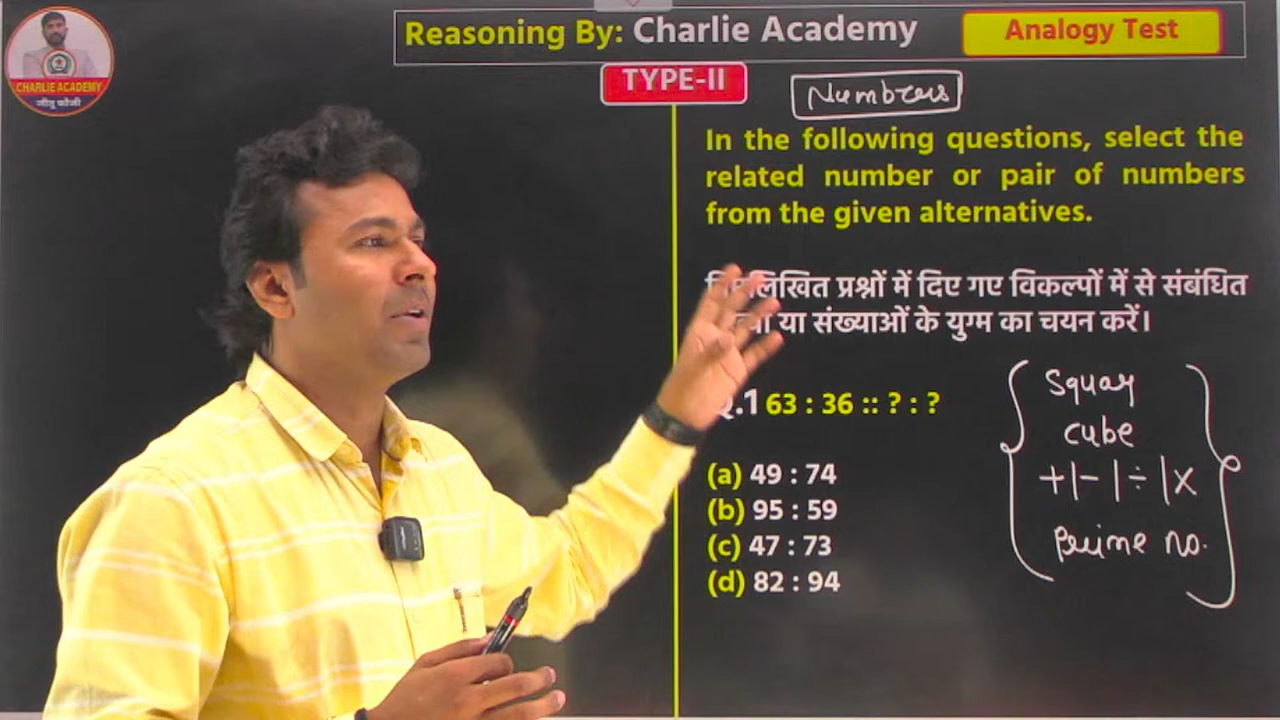 CHARLIE ACADEMY
जीतू फौजी
Reasoning By: Charlie Academy
Analogy Test
TYPE-II
Numbers
In the following questions, select the
related number or pair of numbers
from the given alternatives.
प्रश्नों में दिए गए विकल्पों में से संबंधित
या संख्याओं के युग्म का चयन करें।
.1 63 : 36 :: ? : ?
(a) 49 : 74
(b) 95 : 59
(c) 47 : 73
(d) 82 : 94
Squar
cube
+|-|÷|x
Prime no.